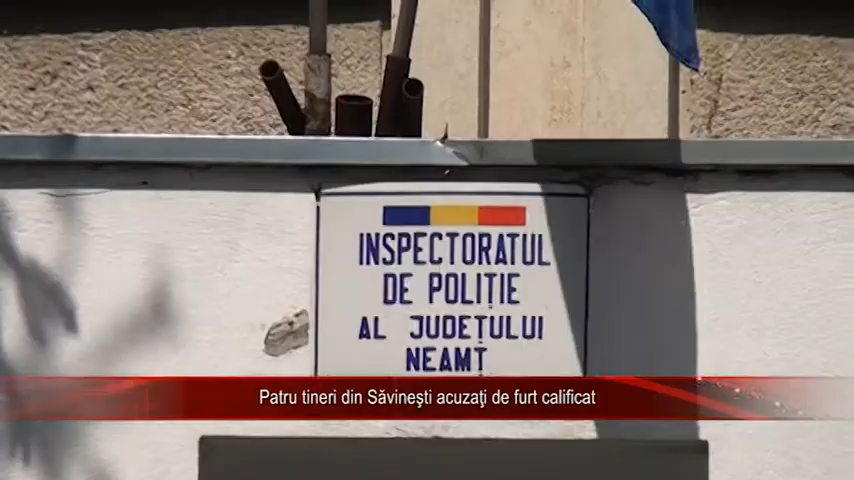 INSPECTORATUL
DE POLIȚIE
AL JUDEȚULUI
NEAMȚ
Patru tineri din Săvineşti acuzaţi de furt calificat